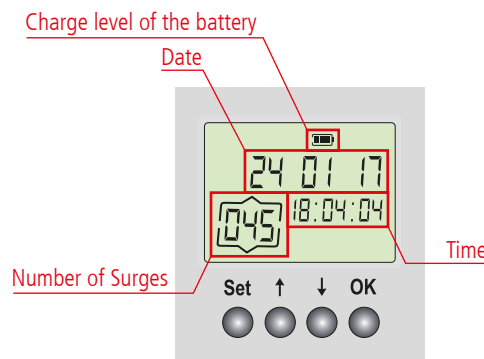 Charge level of the battery
Date
24 01 17
045 18:04:04
Time
Number of Surges
Set ↑ ↓ OK